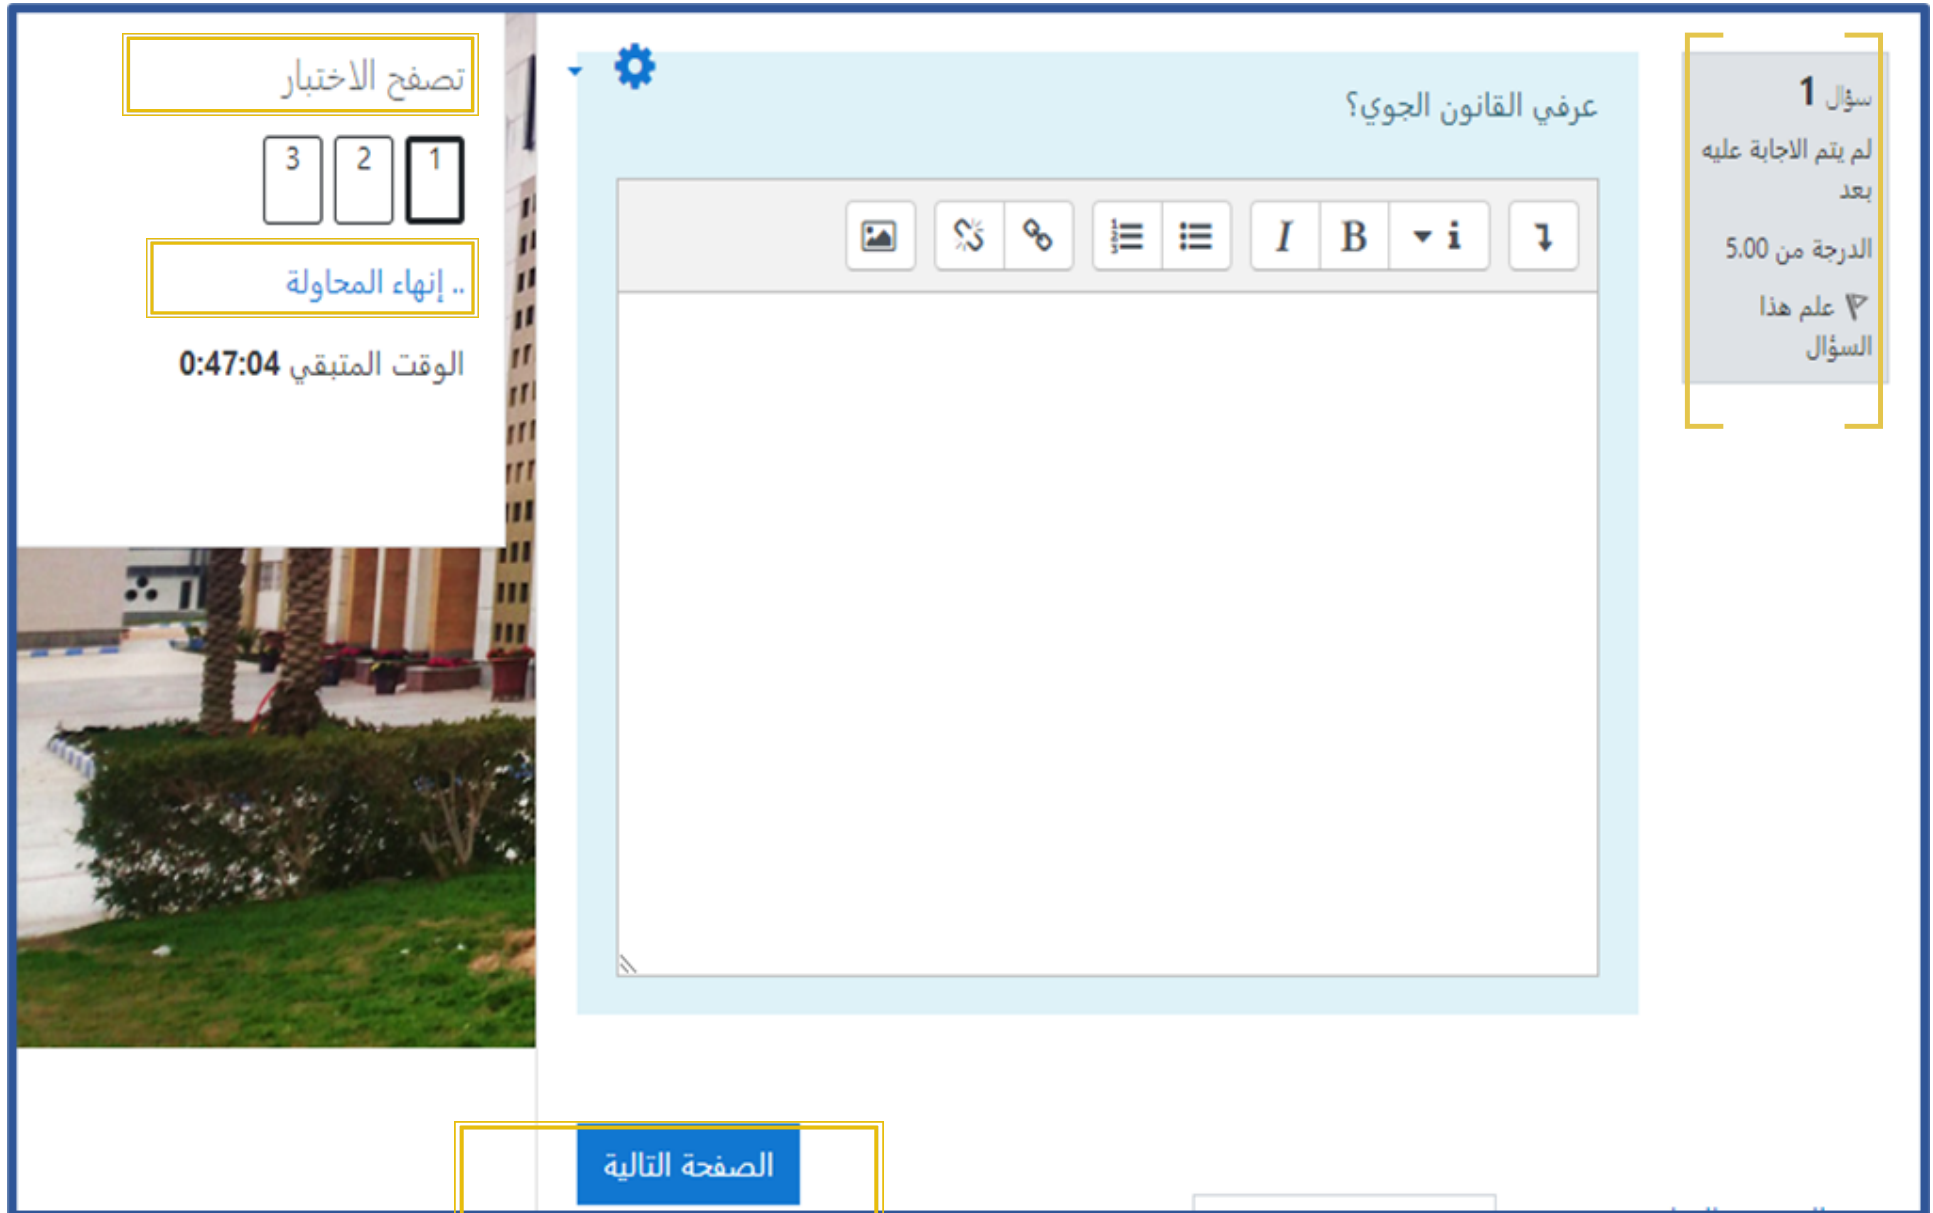 سؤال 1
لم يتم الاجابة عليه
بعد
الدرجة من 5.00
علم هذا
السؤال
عرفي القانون الجوي؟
i B I
تصفح الاختبار
1 2 3
.. إنهاء المحاولة
الوقت المتبقي 0:47:04
الصفحة التالية